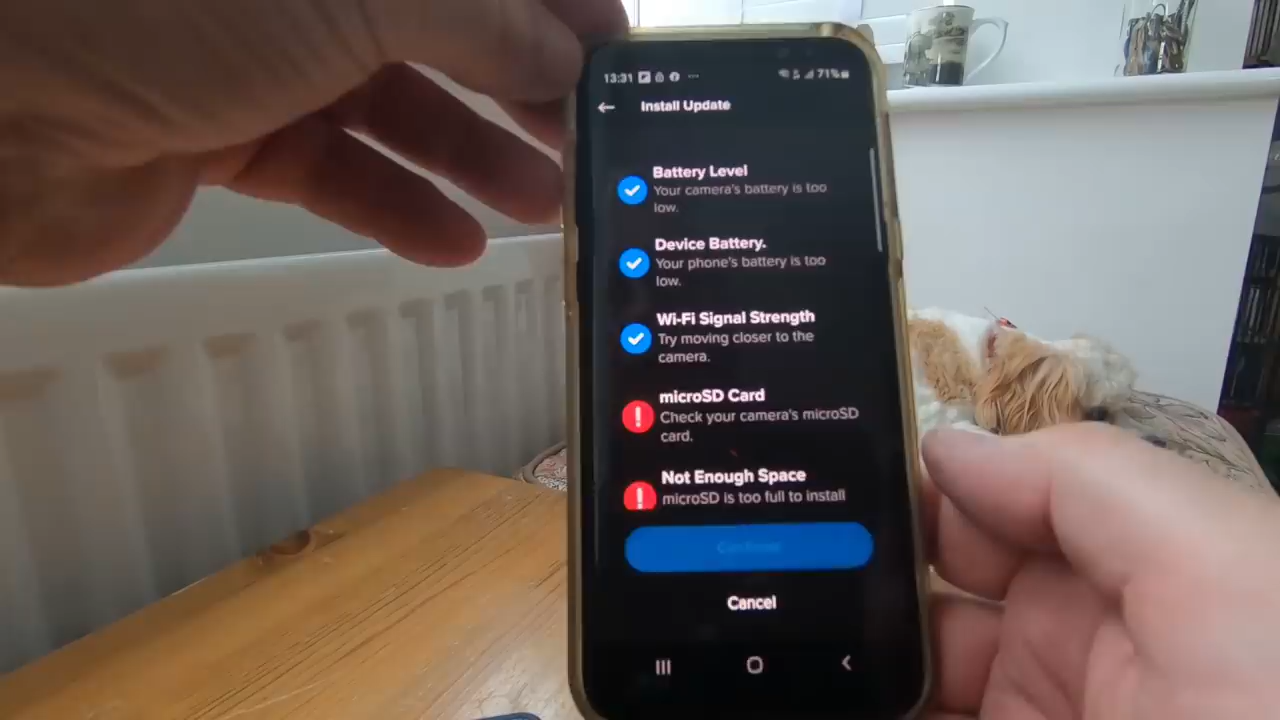 13:31 71%
Install Update
Battery Level
Your camera's battery is too
low.
Device Battery.
Your phone's battery is too
low.
Wi-Fi Signal Strength
Try moving closer to the
camera.
microSD Card
Check your camera's microSD
card.
Not Enough Space
microSD is too full to install
Continue
Cancel